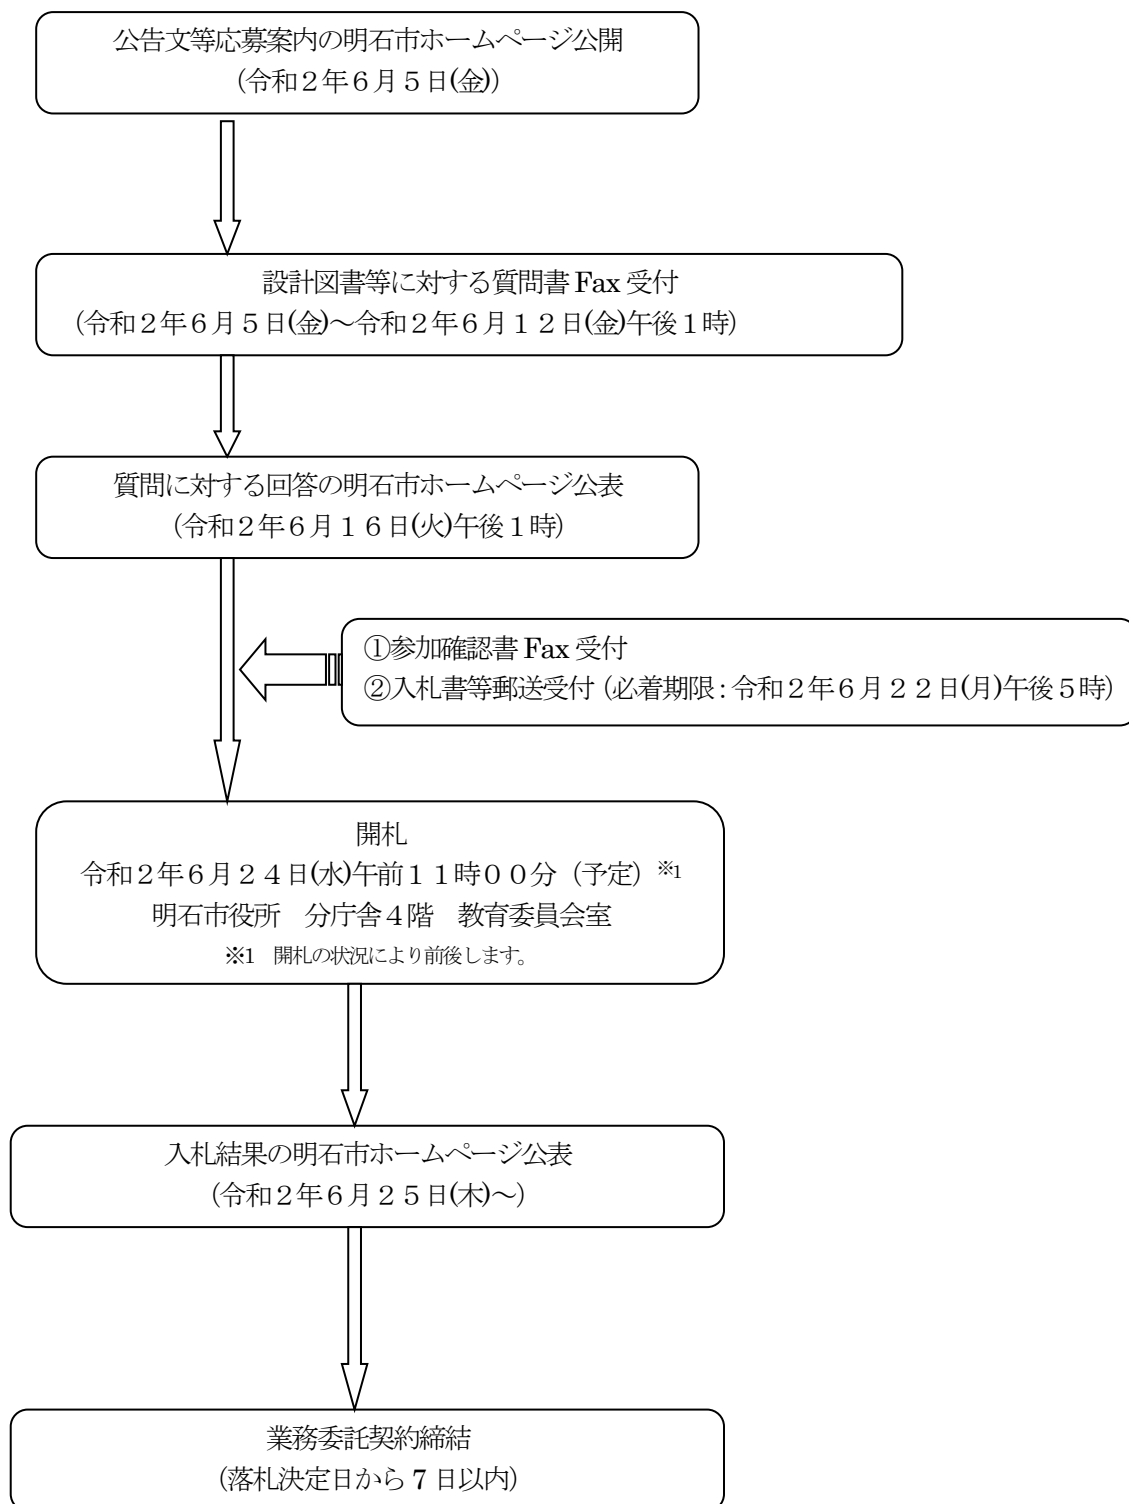 公告文等応募案内の明石市ホームページ公開
（令和２年６月５日(金)）
設計図書等に対する質問書 Fax 受付
（令和２年６月５日(金)～令和２年６月１２日(金)午後１時）
質問に対する回答の明石市ホームページ公表
（令和２年６月１６日(火)午後１時）
①参加確認書 Fax 受付
②入札書等郵送受付（必着期限：令和２年６月２２日(月)午後５時）
開札
令和２年６月２４日(水)午前１１時００分（予定）※1
明石市役所　分庁舎４階　教育委員会室
※1　開札の状況により前後します。
入札結果の明石市ホームページ公表
（令和２年６月２５日(木)～）
業務委託契約締結
（落札決定日から 7 日以内）